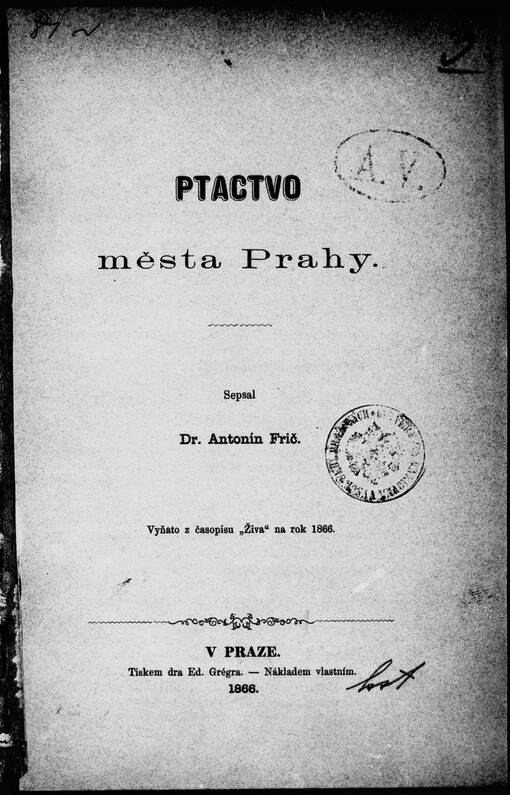 A. V.
PTACTVO
města Prahy.
Sepsal
Dr. Antonín Frič.
Vyňato z časopisu „Živa“ na rok 1866.
V PRAZE.
Tiskem dra Ed. Grégra. — Nákladem vlastním.
1866.